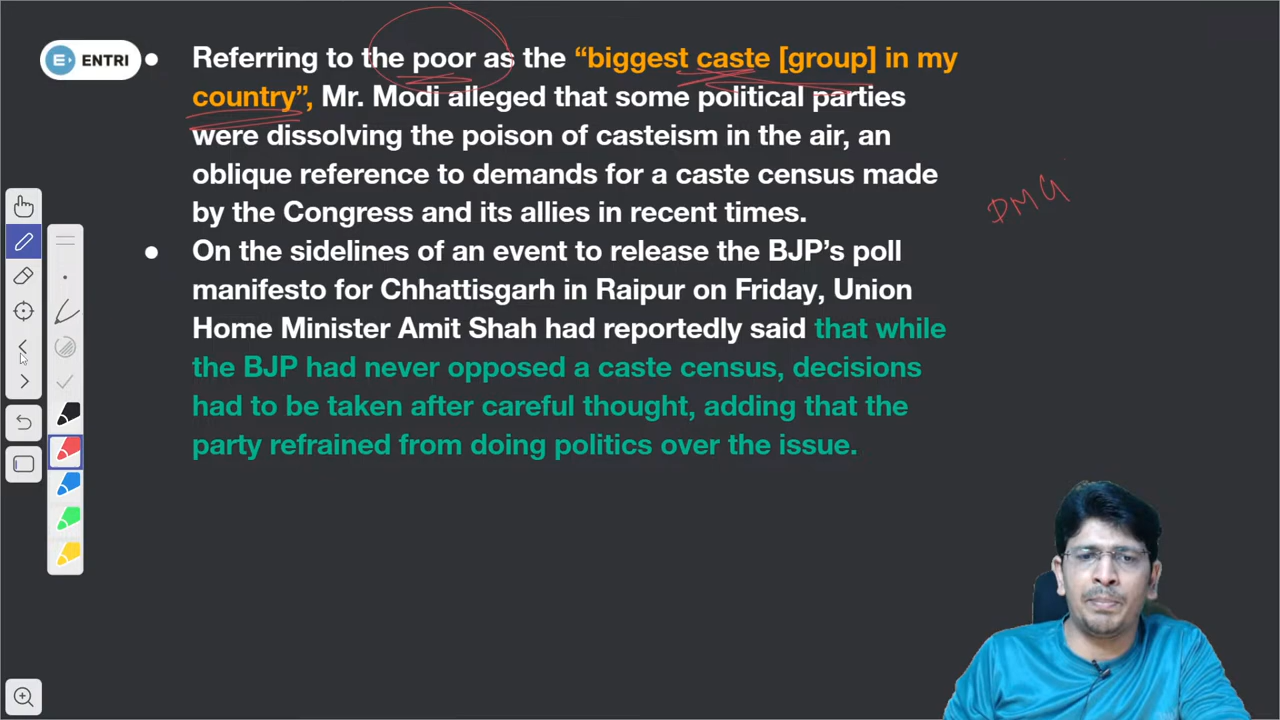 ENTRI
● Referring to the poor as the “biggest caste [group] in my
country”, Mr. Modi alleged that some political parties
were dissolving the poison of casteism in the air, an
oblique reference to demands for a caste census made
by the Congress and its allies in recent times.
● On the sidelines of an event to release the BJP’s poll
manifesto for Chhattisgarh in Raipur on Friday, Union
Home Minister Amit Shah had reportedly said that while
the BJP had never opposed a caste census, decisions
had to be taken after careful thought, adding that the
party refrained from doing politics over the issue.